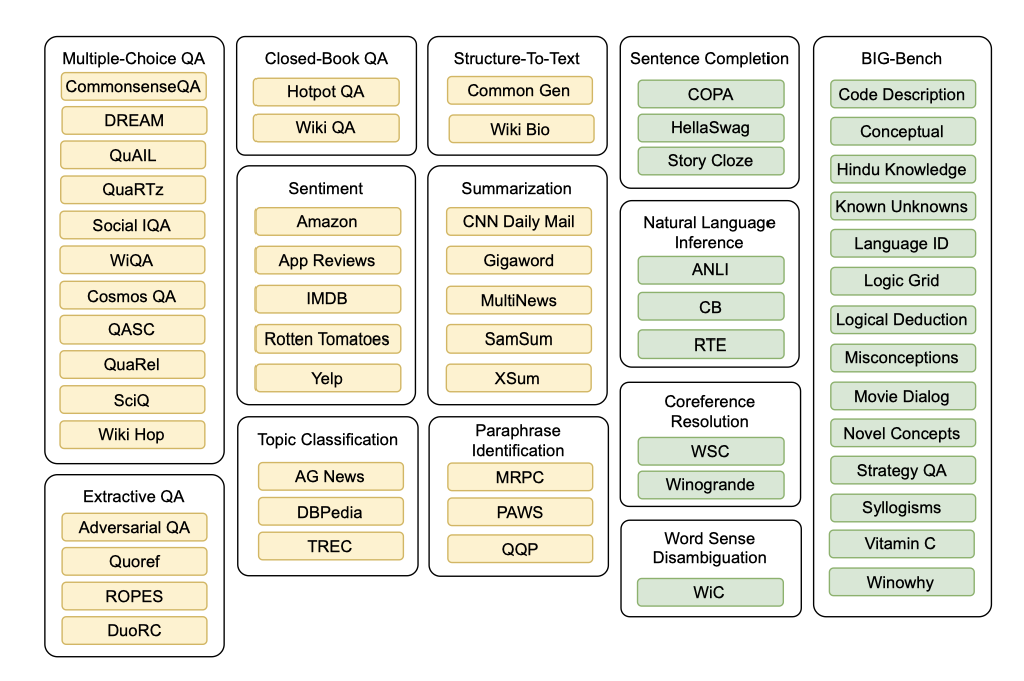 Multiple-Choice QA
CommonsenseQA
DREAM
QuAIL
QuaRTz
Social IQA
WiQA
Cosmos QA
QASC
QuaRel
SciQ
Wiki Hop
Extractive QA
Adversarial QA
Quoref
ROPES
DuoRC
Closed-Book QA
Hotpot QA
Wiki QA
Sentiment
Amazon
App Reviews
IMDB
Rotten Tomatoes
Yelp
Topic Classification
AG News
DBPedia
TREC
Structure-To-Text
Common Gen
Wiki Bio
Summarization
CNN Daily Mail
Gigaword
MultiNews
SamSum
XSum
Paraphrase
Identification
MRPC
PAWS
QQP
Sentence Completion
COPA
HellaSwag
Story Cloze
Natural Language
Inference
ANLI
CB
RTE
Coreference
Resolution
WSC
Winogrande
Word Sense
Disambiguation
WiC
BIG-Bench
Code Description
Conceptual
Hindu Knowledge
Known Unknowns
Language ID
Logic Grid
Logical Deduction
Misconceptions
Movie Dialog
Novel Concepts
Strategy QA
Syllogisms
Vitamin C
Winowhy